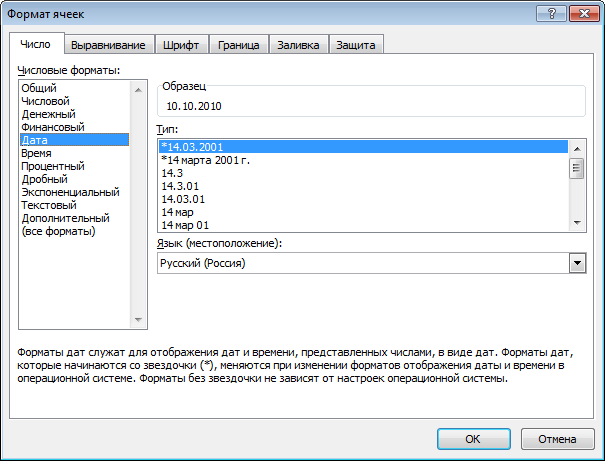 Формат ячеек
Число Выравнивание Шрифт Граница Заливка Защита
Числовые форматы:
Общий
Числовой
Денежный
Финансовый
Дата
Время
Процентный
Дробный
Экспоненциальный
Текстовый
Дополнительный
(все форматы)
Образец
10.10.2010
Тип:
*14.03.2001
*14 марта 2001 г.
14.3
14.3.01
14.03.01
14 мар
14 мар 01
Язык (местоположение):
Русский (Россия)
Форматы дат служат для отображения дат и времени, представленных числами, в виде дат. Форматы дат,
которые начинаются со звездочки (*), меняются при изменении форматов отображения даты и времени в
операционной системе. Форматы без звездочки не зависят от настроек операционной системы.
ОК Отмена